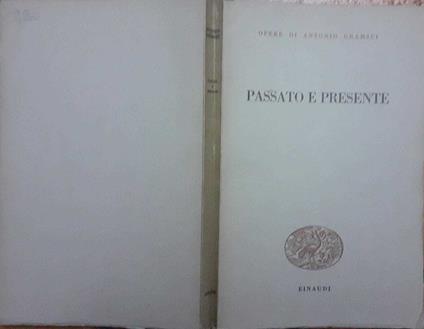 OPERE DI ANTONIO GRAMSCI
PASSATO E PRESENTE
EINAUDI